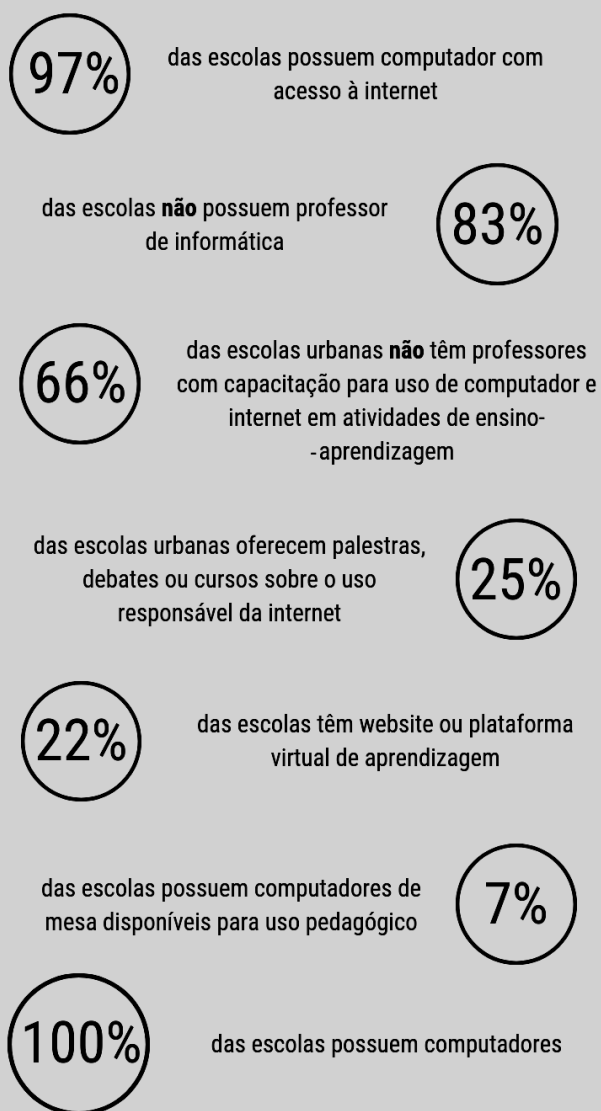 97%
das escolas possuem computador com
acesso à internet
das escolas não possuem professor
de informática
83%
66%
das escolas urbanas não têm professores
com capacitação para uso de computador e
internet em atividades de ensino-
-aprendizagem
das escolas urbanas oferecem palestras,
debates ou cursos sobre o uso
responsável da internet
25%
22%
das escolas têm website ou plataforma
virtual de aprendizagem
das escolas possuem computadores de
mesa disponíveis para uso pedagógico
7%
100%
das escolas possuem computadores